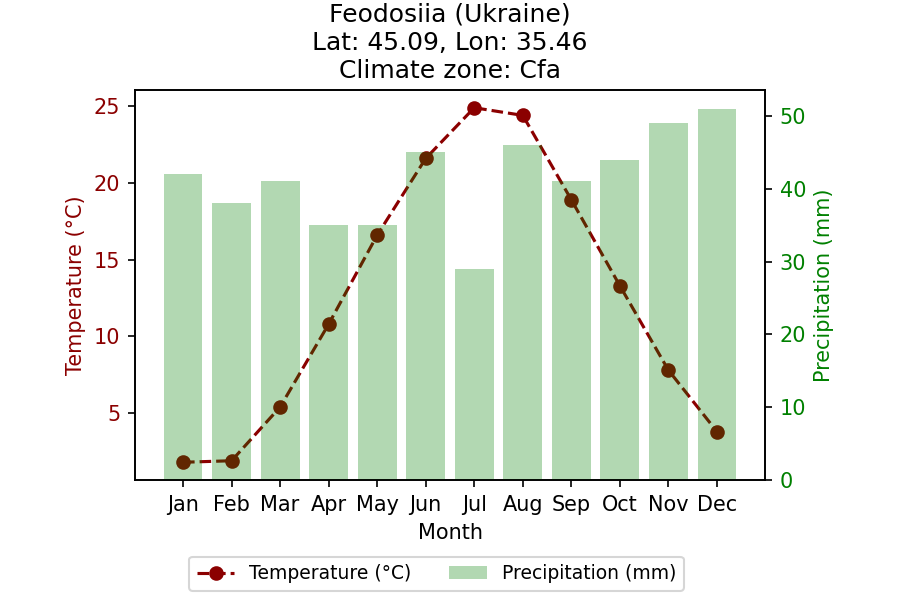 Feodosiia (Ukraine)
Lat: 45.09, Lon: 35.46
Climate zone: Cfa
Temperature (°C)
25
20
15
10
5
50
40
30
20
10
0
Precipitation (mm)
Jan Feb Mar Apr May Jun Jul Aug Sep Oct Nov Dec
Month
Temperature (°C) Precipitation (mm)